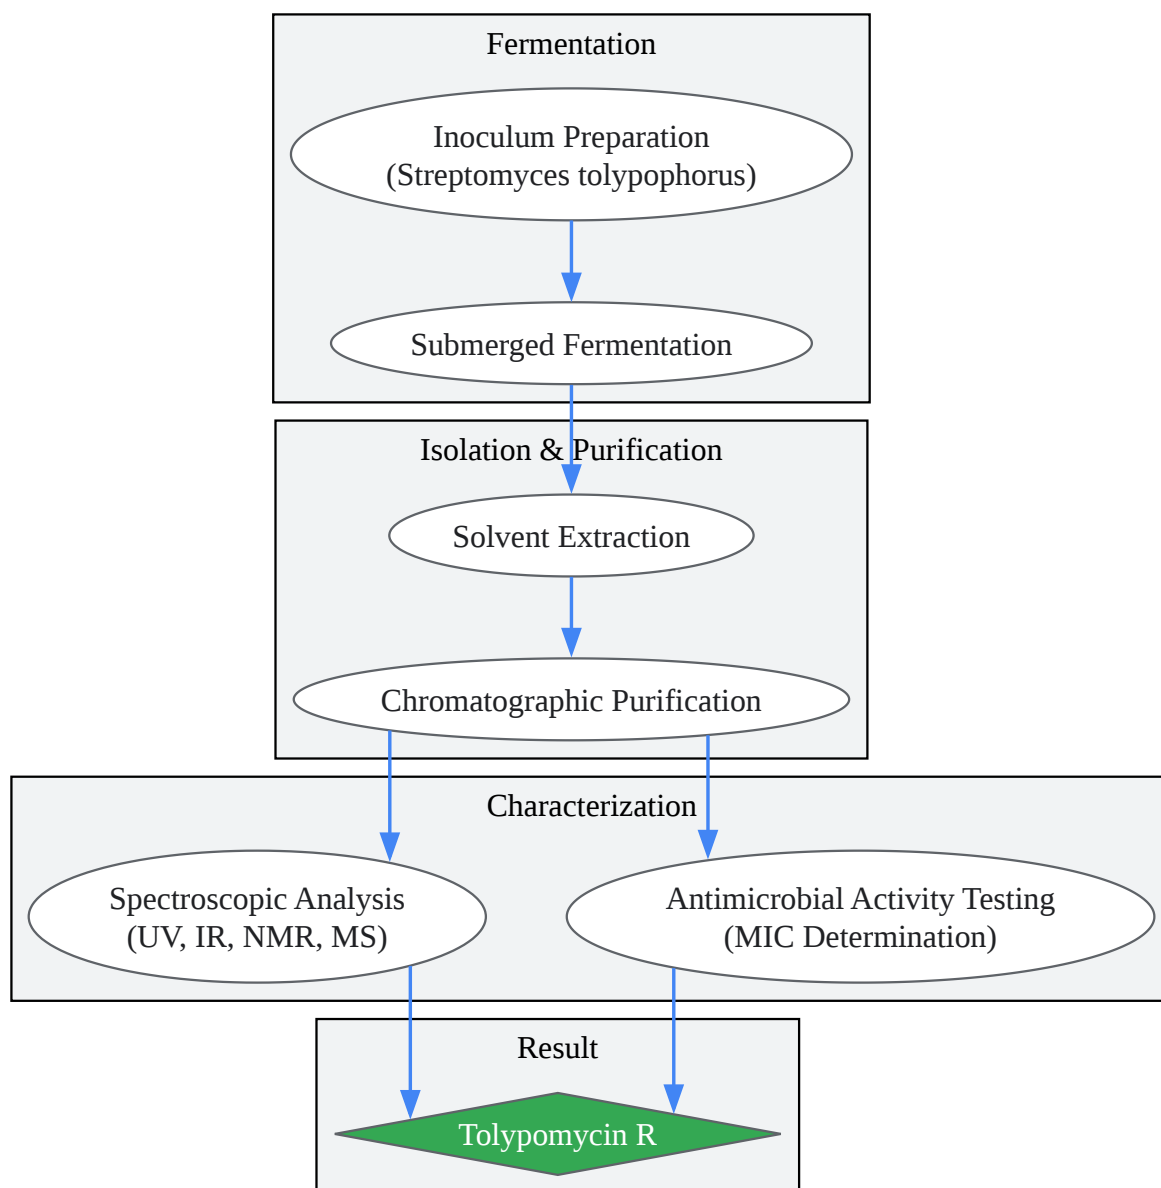 Fermentation
Inoculum Preparation
(Streptomyces tolypophorus)
Submerged Fermentation
Isolation & Purification
Solvent Extraction
Chromatographic Purification
Characterization
Spectroscopic Analysis
(UV, IR, NMR, MS)
Antimicrobial Activity Testing
(MIC Determination)
Result
Tolypomycin R